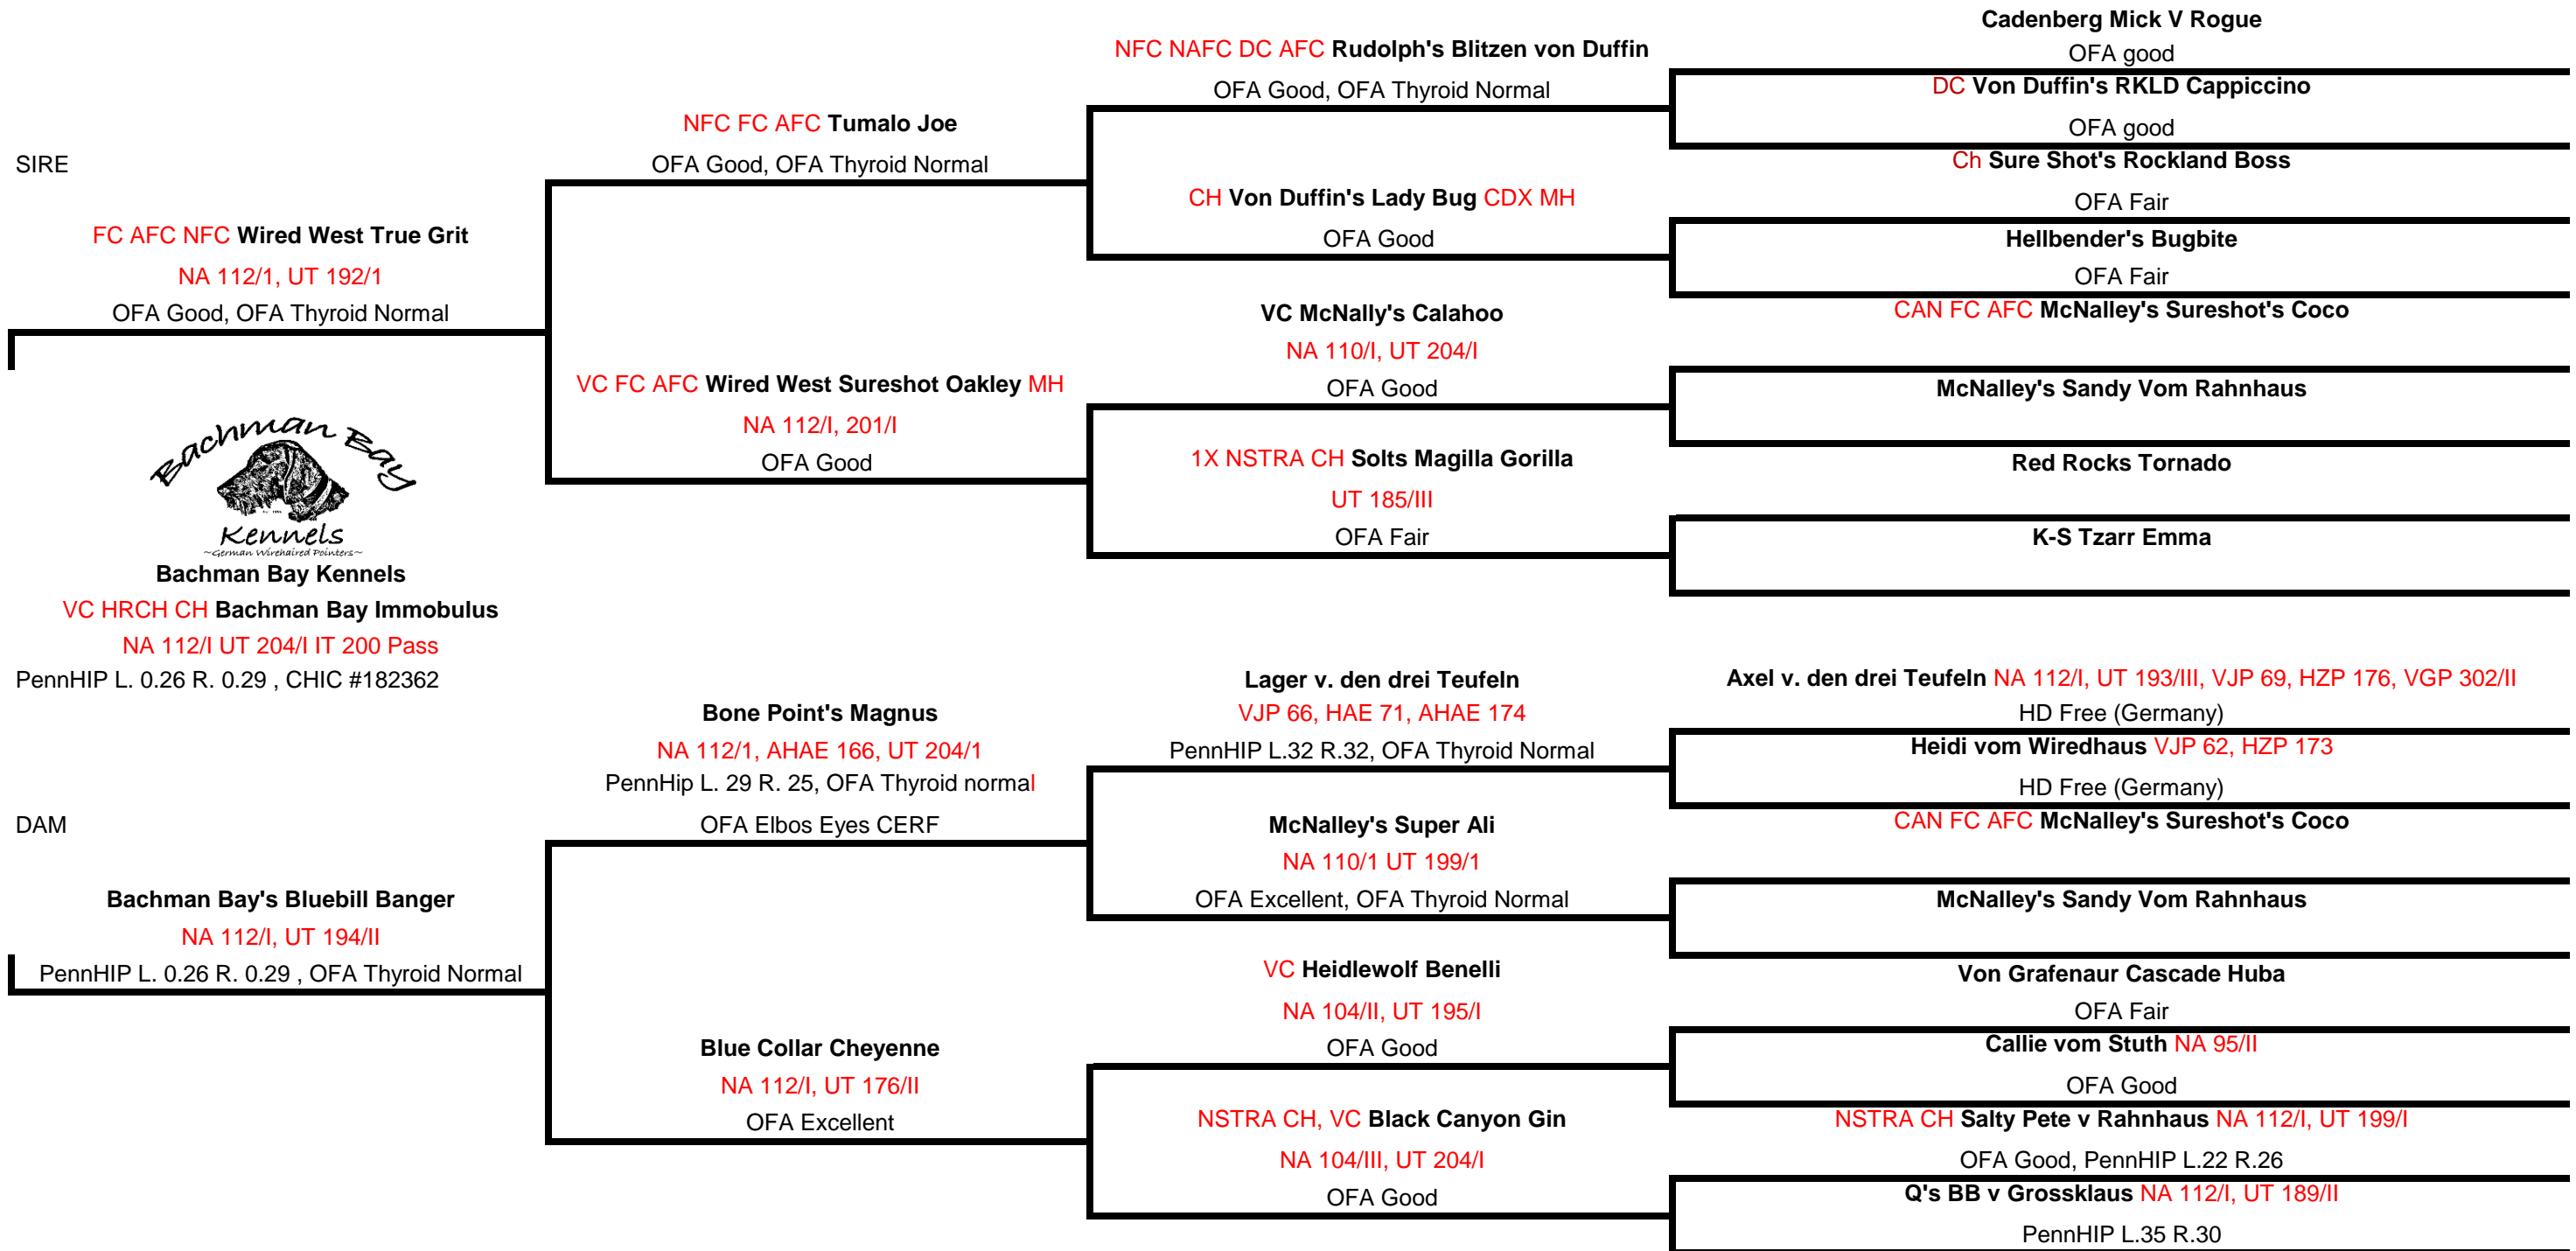 SIRE
FC AFC NFC Wired West True Grit
NA 112/1, UT 192/1
OFA Good, OFA Thyroid Normal
Bachman Bay
Kennels
~German Wirehaired Pointers~
Bachman Bay Kennels
VC HRCH CH Bachman Bay Immobulus
NA 112/I UT 204/I IT 200 Pass
PennHIP L. 0.26 R. 0.29 , CHIC #182362
DAM
Bachman Bay's Bluebill Banger
NA 112/I, UT 194/II
PennHIP L. 0.26 R. 0.29 , OFA Thyroid Normal
NFC FC AFC Tumalo Joe
OFA Good, OFA Thyroid Normal
VC FC AFC Wired West Sureshot Oakley MH
NA 112/I, 201/I
OFA Good
Bone Point's Magnus
NA 112/1, AHAE 166, UT 204/1
PennHip L. 29 R. 25, OFA Thyroid normal
OFA Elbos Eyes CERF
Blue Collar Cheyenne
NA 112/I, UT 176/II
OFA Excellent
NFC NAFC DC AFC Rudolph's Blitzen von Duffin
OFA Good, OFA Thyroid Normal
CH Von Duffin's Lady Bug CDX MH
OFA Good
VC McNally's Calahoo
NA 110/I, UT 204/I
OFA Good
1X NSTRA CH Solts Magilla Gorilla
UT 185/III
OFA Fair
Lager v. den drei Teufeln
VJP 66, HAE 71, AHAE 174
PennHIP L.32 R.32, OFA Thyroid Normal
McNalley's Super Ali
NA 110/1 UT 199/1
OFA Excellent, OFA Thyroid Normal
VC Heidlewolf Benelli
NA 104/II, UT 195/I
OFA Good
NSTRA CH, VC Black Canyon Gin
NA 104/III, UT 204/I
OFA Good
Cadenberg Mick V Rogue
OFA good
DC Von Duffin's RKLD Cappiccino
OFA good
Ch Sure Shot's Rockland Boss
OFA Fair
Hellbender's Bugbite
OFA Fair
CAN FC AFC McNalley's Sureshot's Coco
McNalley's Sandy Vom Rahnhaus
Red Rocks Tornado
K-S Tzarr Emma
Axel v. den drei Teufeln NA 112/I, UT 193/III, VJP 69, HZP 176, VGP 302/II
HD Free (Germany)
Heidi vom Wiredhaus VJP 62, HZP 173
HD Free (Germany)
CAN FC AFC McNalley's Sureshot's Coco
McNalley's Sandy Vom Rahnhaus
Von Grafenaur Cascade Huba
OFA Fair
Callie vom Stuth NA 95/II
OFA Good
NSTRA CH Salty Pete v Rahnhaus NA 112/I, UT 199/I
OFA Good, PennHIP L.22 R.26
Q's BB v Grossklaus NA 112/I, UT 189/II
PennHIP L.35 R.30